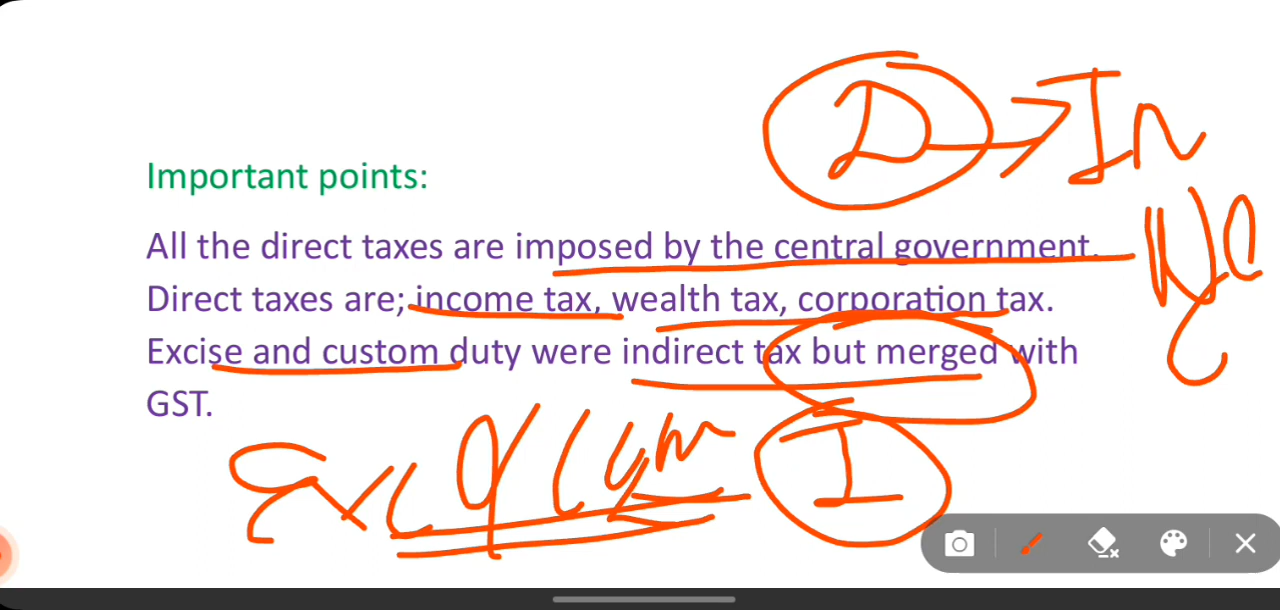 D → In
Important points:
All the direct taxes are imposed by the central government.
Direct taxes are; income tax, wealth tax, corporation tax.
Excise and custom duty were indirect tax but merged with
GST.
I